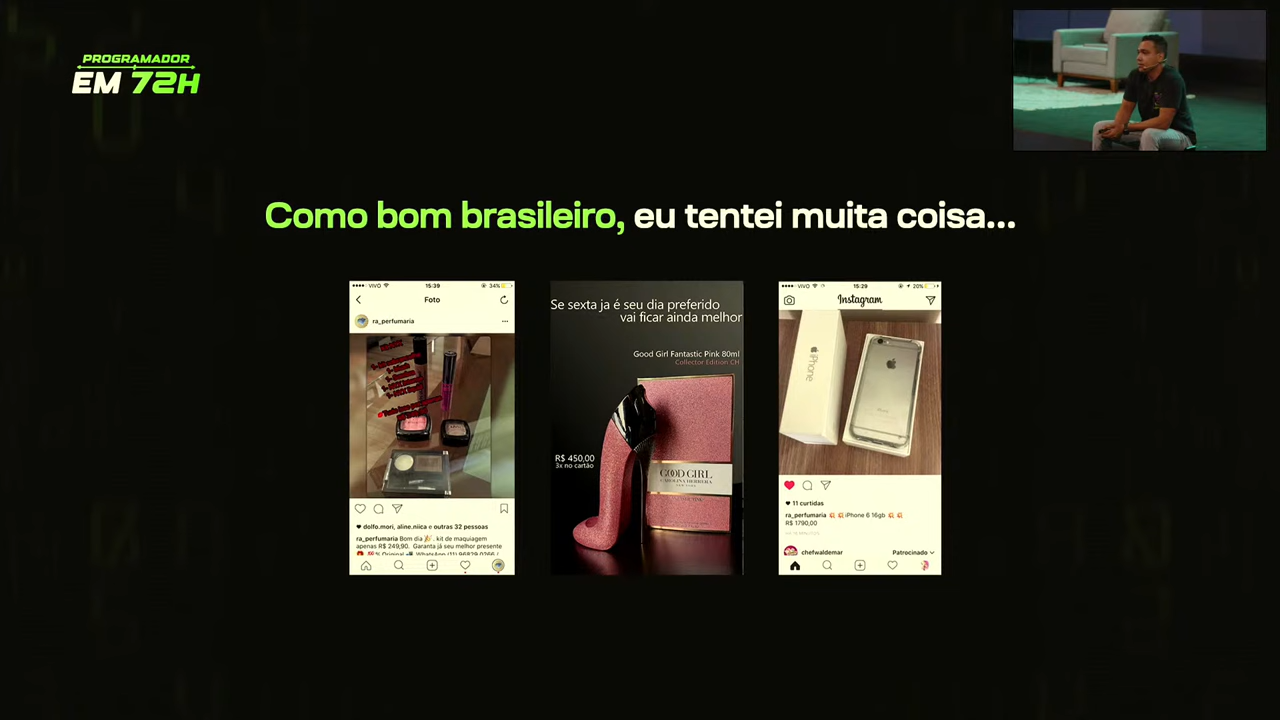 PROGRAMADOR
EM 72H
Como bom brasileiro, eu tentei muita coisa...
VIVO 15:39 34%
Foto
ra_perfumaria
dolfo.mori, aline.niica e outras 32 pessoas
ra_perfumaria Bom dia kit de maquiagem
apenas R$ 249,90. Garanta já seu melhor presente
Se sexta ja é seu dia preferido
vai ficar ainda melhor
Good Girl Fantastic Pink 80ml
Collector Edition CH
R$ 450,00
3x no cartão
GOOD GIRL
CAROLINA HERRERA
NEW YORK
VIVO 15:29 20%
Instagram
iPhone
iPhone
11 curtidas
ra_perfumaria 💥💥 iPhone 6 16gb 💥💥
R$ 1790,00
chefwaldemar Patrocinado